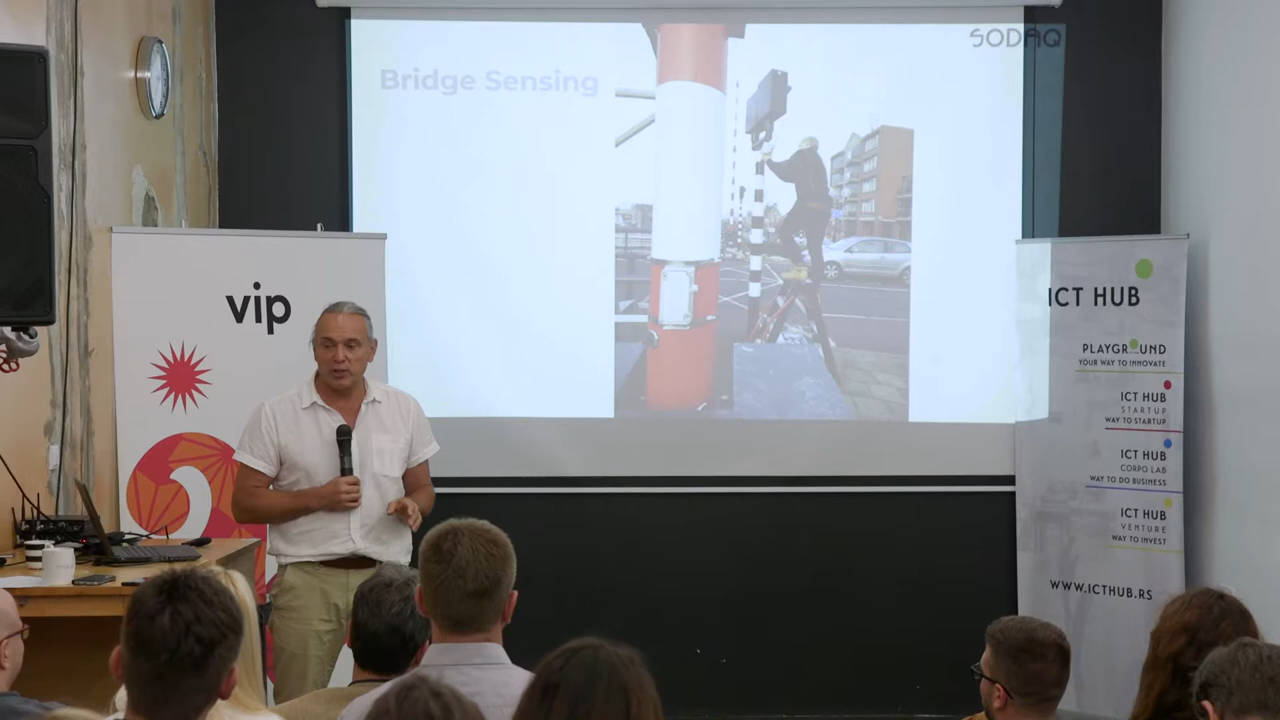 SODAQ
Bridge Sensing
vip
ICT HUB
PLAYGROUND
YOUR WAY TO INNOVATE
ICT HUB
STARTUP
WAY TO STARTUP
ICT HUB
CORPO LAB
WAY TO DO BUSINESS
ICT HUB
VENTURE
WAY TO INVEST
WWW.ICTHUB.RS